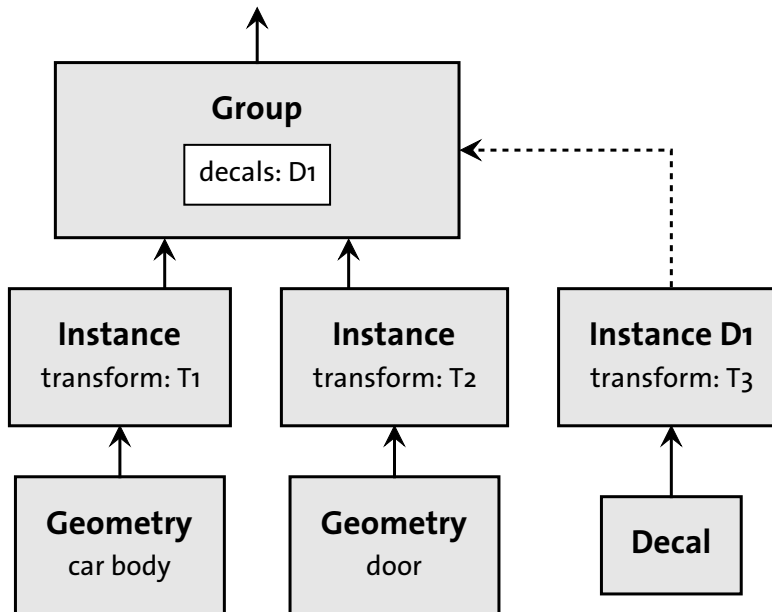 Group
decals: D1
Instance
transform: T1
Instance
transform: T2
Instance D1
transform: T3
Geometry
car body
Geometry
door
Decal